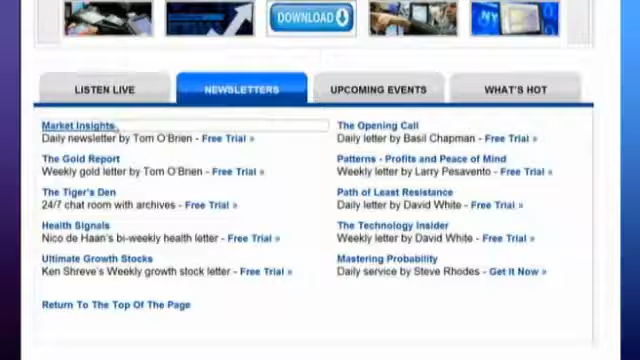 DOWNLOAD
NY
LISTEN LIVE
NEWSLETTERS
UPCOMING EVENTS
WHAT'S HOT
Market Insights
Daily newsletter by Tom O'Brien - Free Trial »
The Gold Report
Weekly gold letter by Tom O'Brien - Free Trial »
The Tiger's Den
24/7 chat room with archives - Free Trial »
Health Signals
Nico de Haan's bi-weekly health letter - Free Trial »
Ultimate Growth Stocks
Ken Shreve's Weekly growth stock letter - Free Trial »
Return To The Top Of The Page
The Opening Call
Daily letter by Basil Chapman - Free Trial »
Patterns - Profits and Peace of Mind
Weekly letter by Larry Pesavento - Free Trial »
Path of Least Resistance
Daily letter by David White - Free Trial »
The Technology Insider
Weekly letter by David White - Free Trial »
Mastering Probability
Daily service by Steve Rhodes - Get It Now »